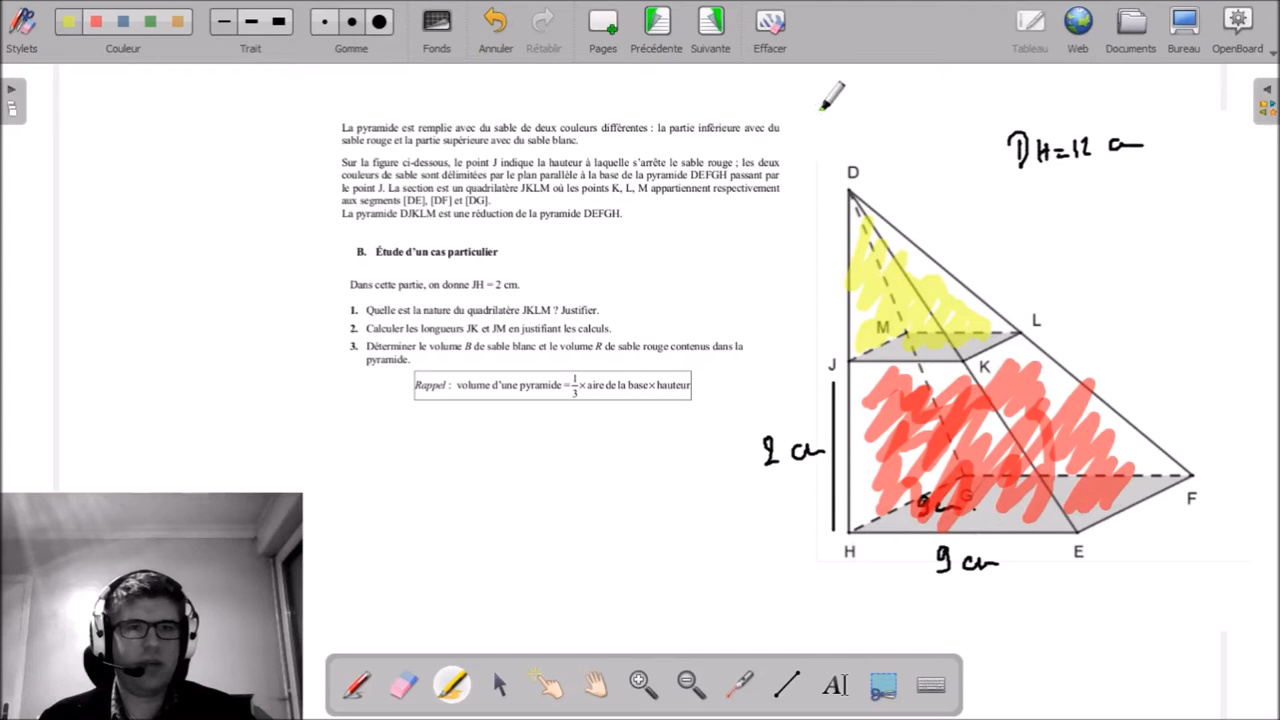 Stylets Couleur Trait Gomme Fonds Annuler Rétablir Pages Précédente Suivante Effacer Tableau Web Documents Bureau OpenBoard
La pyramide est remplie avec du sable de deux couleurs différentes : la partie inférieure avec du
sable rouge et la partie supérieure avec du sable blanc.
Sur la figure ci-dessous, le point J indique la hauteur à laquelle s'arrête le sable rouge ; les deux
couleurs de sable sont délimitées par le plan parallèle à la base de la pyramide DEFGH passant par
le point J. La section est un quadrilatère JKLM où les points K, L, M appartiennent respectivement
aux segments [DE], [DF] et [DG].
La pyramide DJKLM est une réduction de la pyramide DEFGH.
B. Étude d'un cas particulier
Dans cette partie, on donne JH = 2 cm.
1. Quelle est la nature du quadrilatère JKLM ? Justifier.
2. Calculer les longueurs JK et JM en justifiant les calculs.
3. Déterminer le volume B de sable blanc et le volume R de sable rouge contenus dans la
pyramide.
Rappel : volume d'une pyramide = 1/3 × aire de la base × hauteur
DH = 12 cm
D
M L
J K
2 cm
G F
9 cm
H E
9 cm
AI